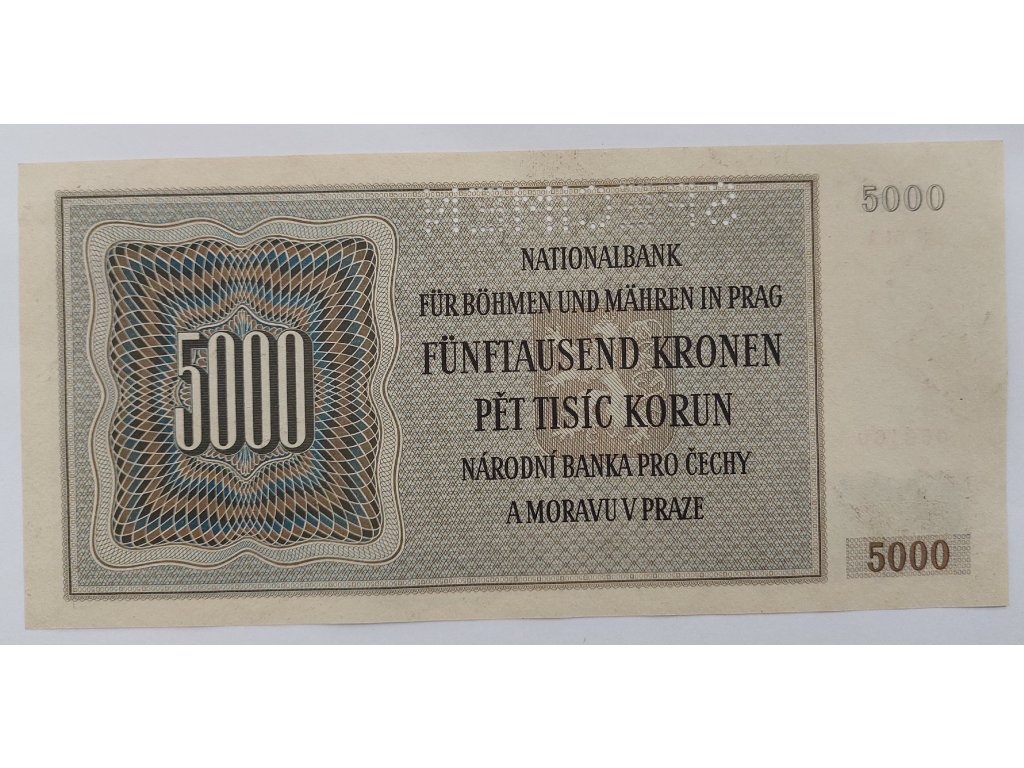 5000
NATIONALBANK
FÜR BÖHMEN UND MÄHREN IN PRAG
FÜNFTAUSEND KRONEN
PĚT TISÍC KORUN
NÁRODNÍ BANKA PRO ČECHY
A MORAVU V PRAZE
5000
5000